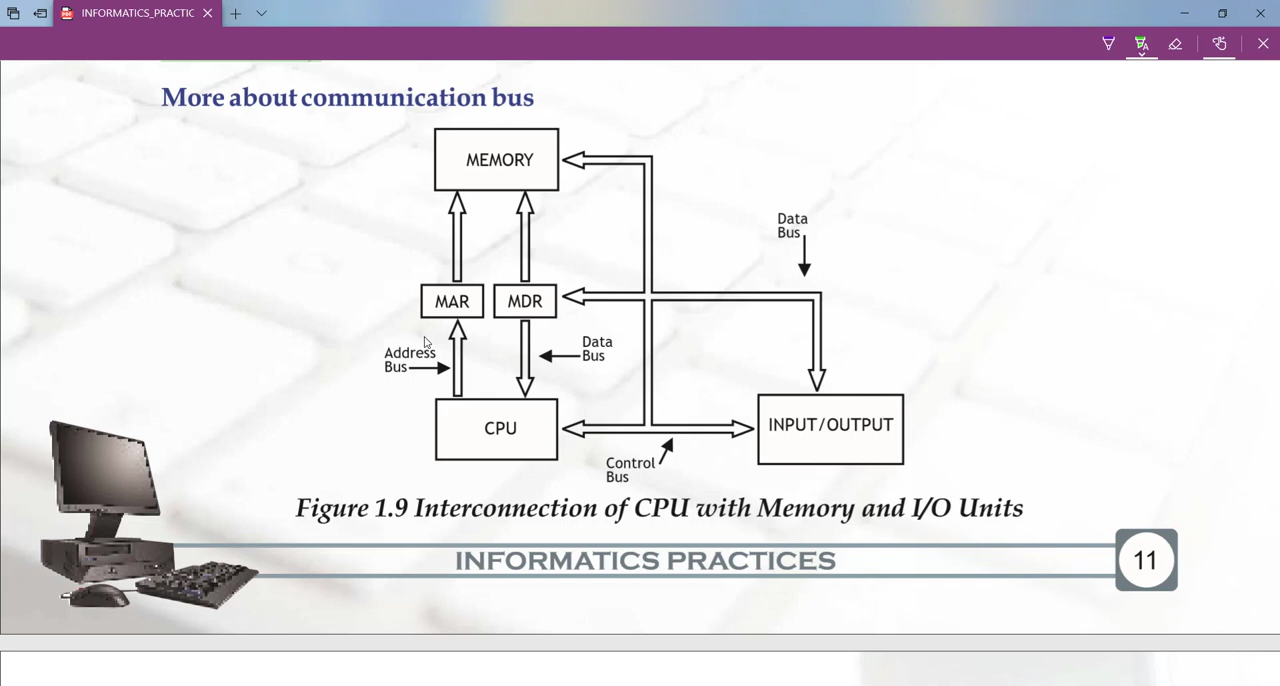 INFORMATICS_PRACTIC
More about communication bus
MEMORY
Data
Bus
MAR
MDR
Address
Bus
Data
Bus
CPU
INPUT/OUTPUT
Control
Bus
Figure 1.9 Interconnection of CPU with Memory and I/O Units
INFORMATICS PRACTICES
11